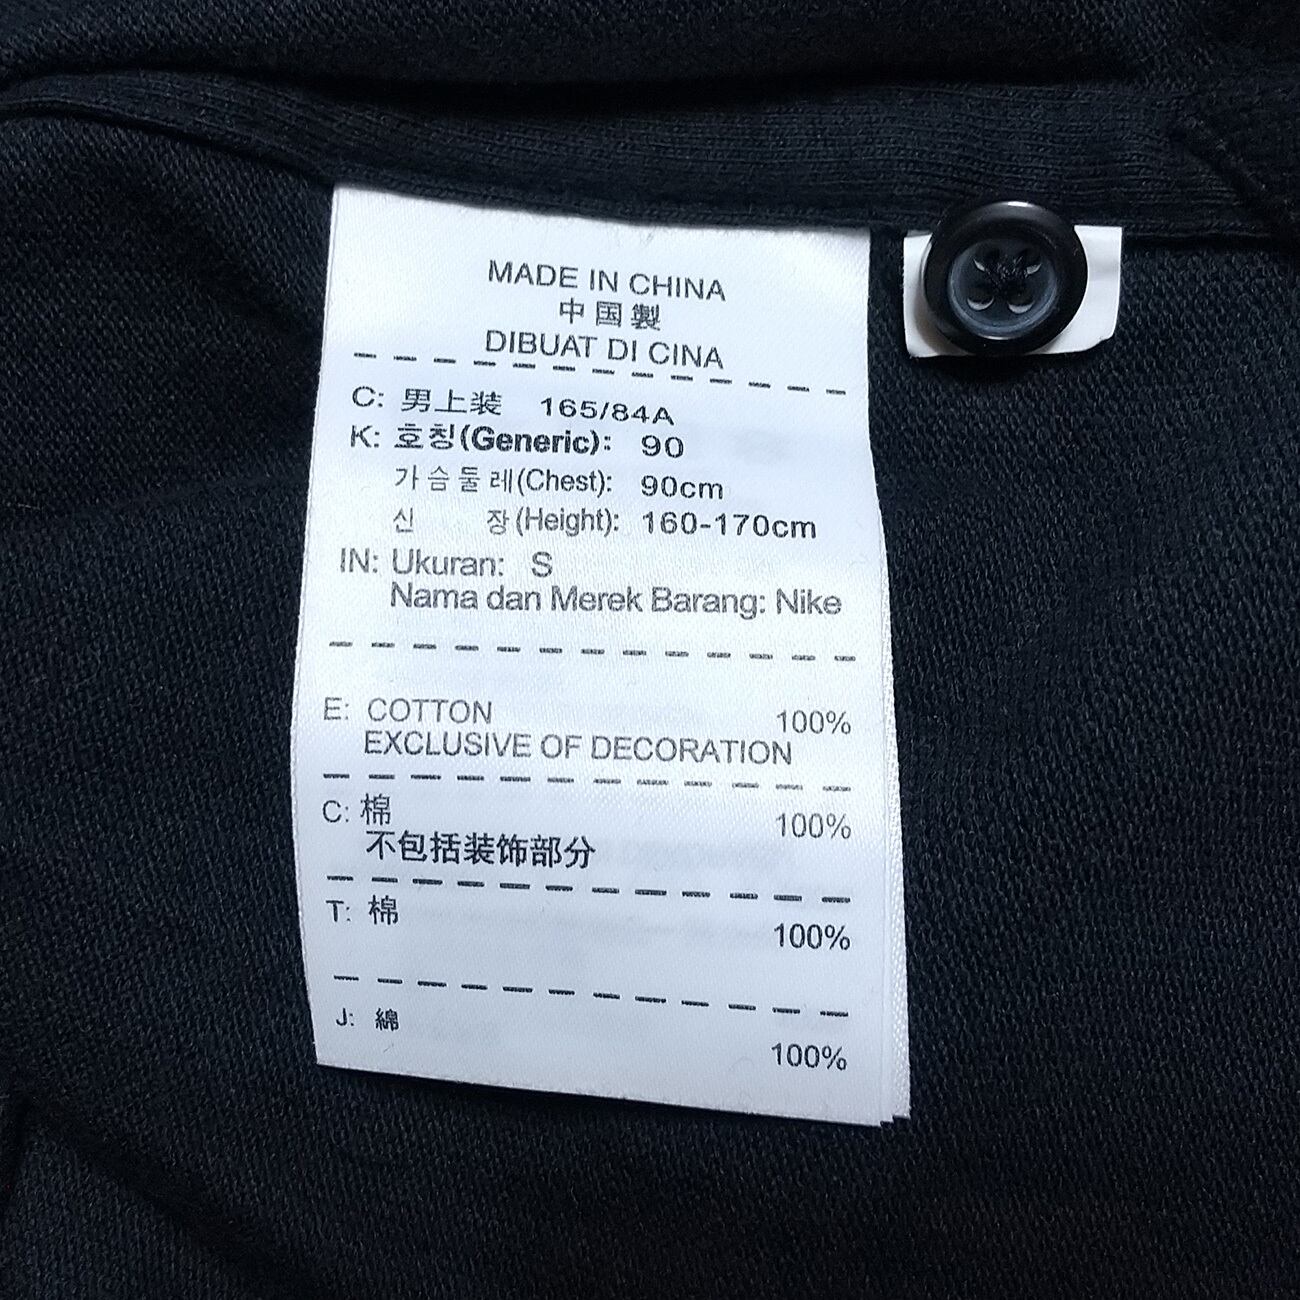 MADE IN CHINA
中国製
DIBUAT DI CINA
C: 男上装 165/84A
K: 호칭(Generic): 90
가슴둘레(Chest): 90cm
신 장(Height): 160-170cm
IN: Ukuran: S
Nama dan Merek Barang: Nike
E: COTTON 100%
EXCLUSIVE OF DECORATION
C: 棉 100%
不包括装饰部分
T: 棉 100%
J: 綿 100%